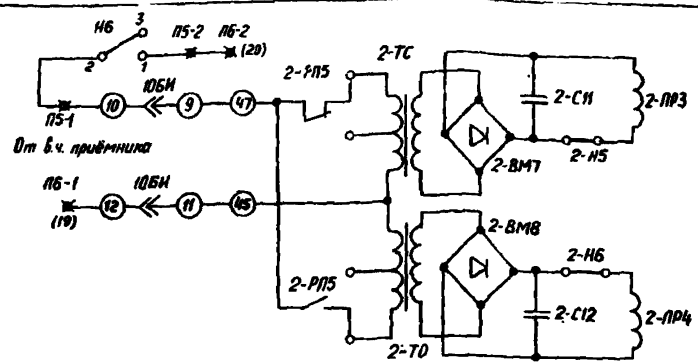 Н6 3 П5-2 П6-2
2 1 (20)
2-РП5
2-ТС
2-С11
2-ПР3
П5-1 10 10БИ 9 47
2-Н5
2-ВМ7
От в.ч. приёмника
П6-1 12 10БИ 11 45
(19)
2-ВМ8
2-Н6
2-РП5
2-С12
2-ПР4
2-ТО